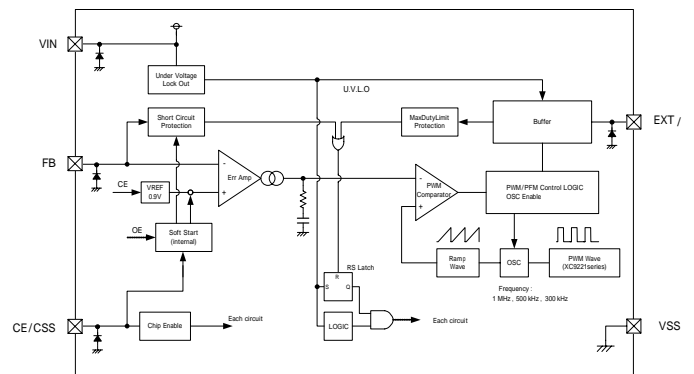 VIN
Under Voltage
Lock Out
U.V.L.O
Short Circuit
Protection
MaxDutyLimit
Protection
Buffer
EXT /
FB
CE
VREF
0.9V
-
+
Err Amp
-
+
PWM
Comparator
PWM/PFM Control LOGIC
OSC Enable
OE
Soft Start
(internal)
Ramp
Wave
OSC
PWM Wave
(XC9221series)
Frequency :
1 MHz , 500 kHz , 300 kHz
RS Latch
R
S
Q
CE/CSS
Chip Enable
Each circuit
LOGIC
Each circuit
VSS